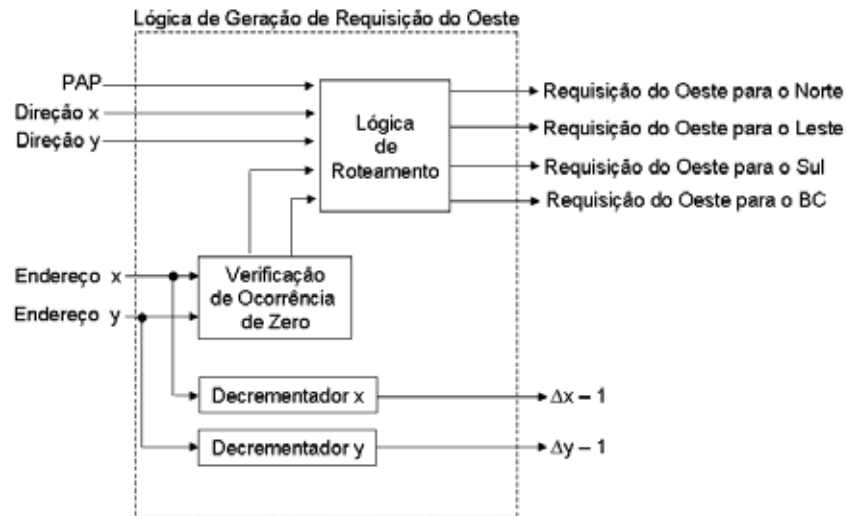 Lógica de Geração de Requisição do Oeste
PAP
Direção x
Direção y
Lógica
de
Roteamento
Requisição do Oeste para o Norte
Requisição do Oeste para o Leste
Requisição do Oeste para o Sul
Requisição do Oeste para o BC
Endereço x
Endereço y
Verificação
de Ocorrência
de Zero
Decrementador x
Δx – 1
Decrementador y
Δy – 1